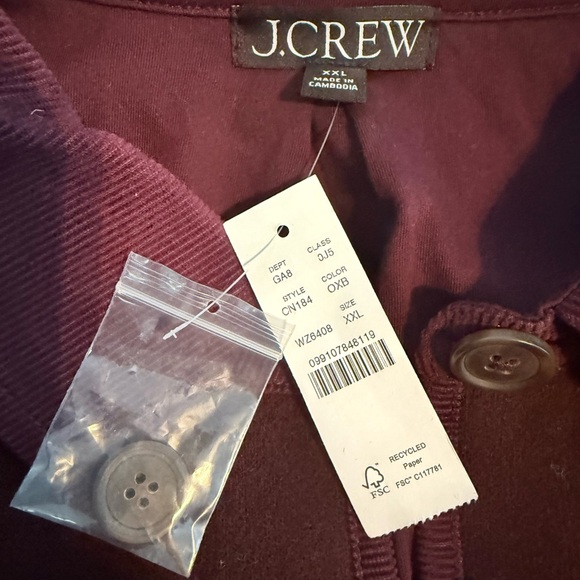 J.CREW
XXL
MADE IN
CAMBODIA
DEPT CLASS
GA8 0J5
STYLE COLOR
CN184 OXB
SIZE
WZ6408 XXL
099107848119
RECYCLED
Paper
FSC® C117781
FSC